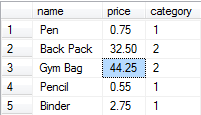 name price category
1 Pen 0.75 1
2 Back Pack 32.50 2
3 Gym Bag 44.25 2
4 Pencil 0.55 1
5 Binder 2.75 1